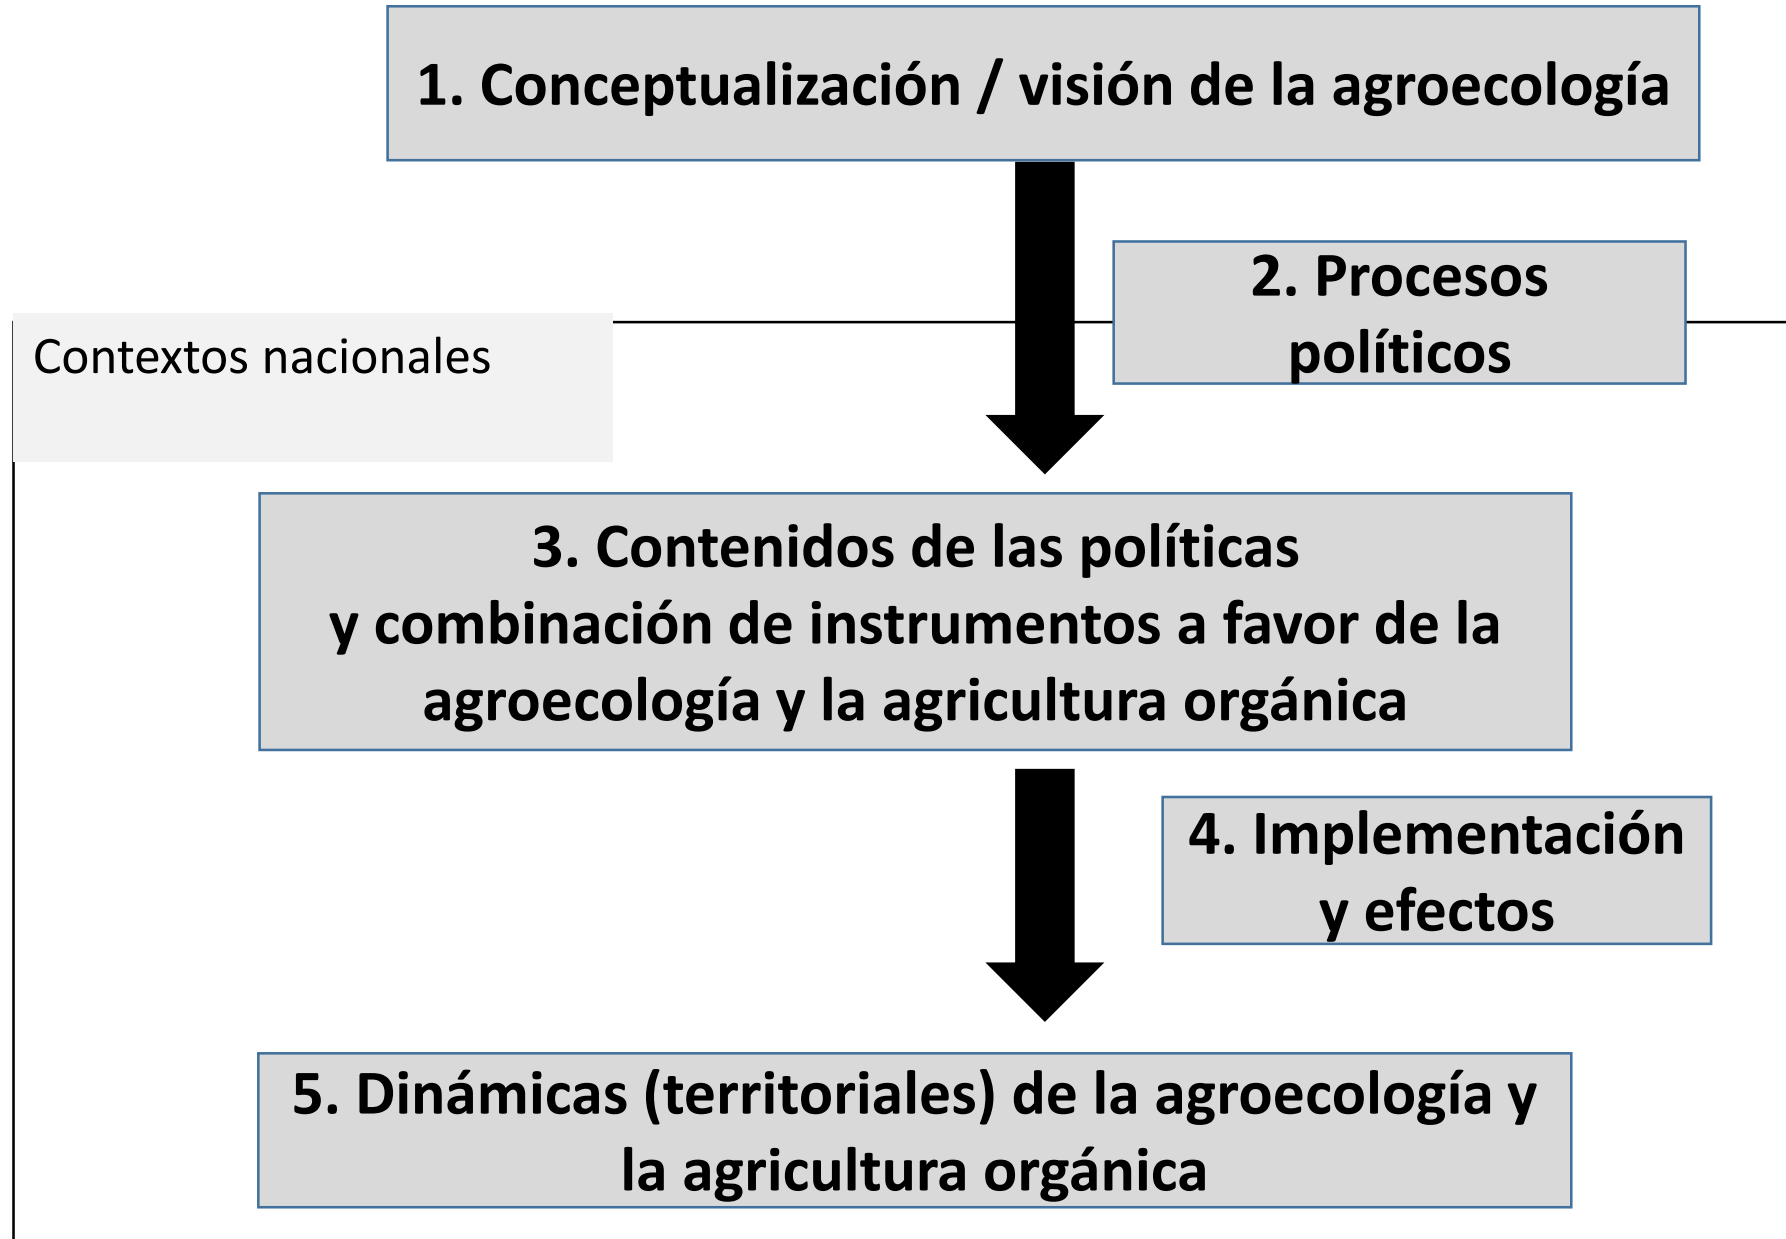 1. Conceptualización / visión de la agroecología
2. Procesos
políticos
Contextos nacionales
3. Contenidos de las políticas
y combinación de instrumentos a favor de la
agroecología y la agricultura orgánica
4. Implementación
y efectos
5. Dinámicas (territoriales) de la agroecología y
la agricultura orgánica